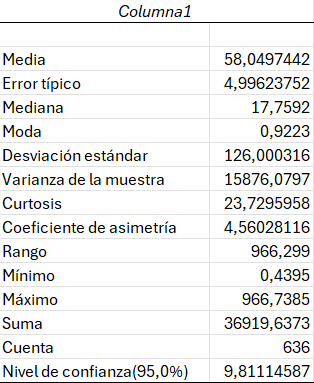 Columna1
Media 58,0497442
Error típico 4,99623752
Mediana 17,7592
Moda 0,9223
Desviación estándar 126,000316
Varianza de la muestra 15876,0797
Curtosis 23,7295958
Coeficiente de asimetría 4,56028116
Rango 966,299
Mínimo 0,4395
Máximo 966,7385
Suma 36919,6373
Cuenta 636
Nivel de confianza(95,0%) 9,81114587